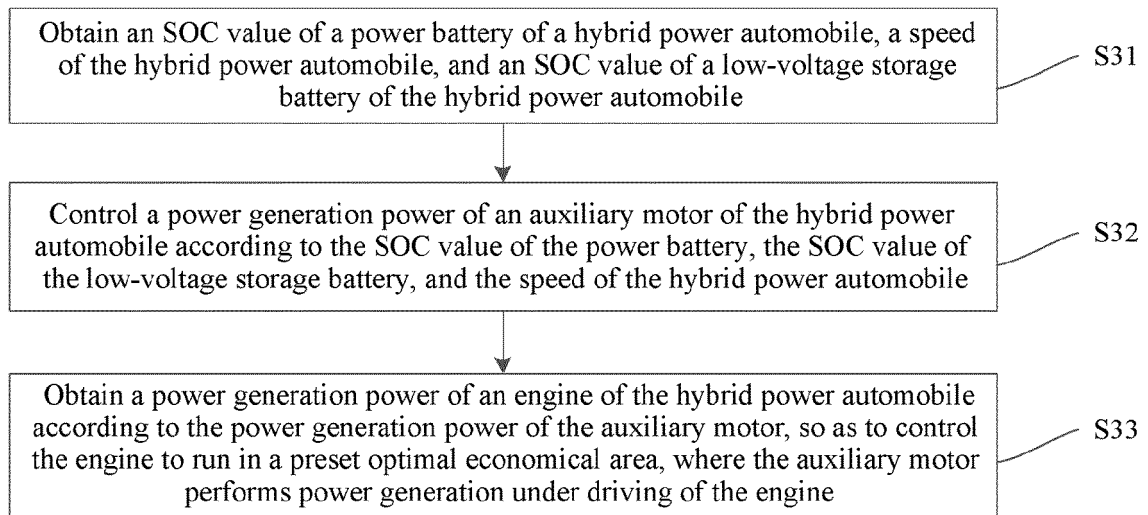 Obtain an SOC value of a power battery of a hybrid power automobile, a speed
of the hybrid power automobile, and an SOC value of a low-voltage storage
battery of the hybrid power automobile
S31
Control a power generation power of an auxiliary motor of the hybrid power
automobile according to the SOC value of the power battery, the SOC value of
the low-voltage storage battery, and the speed of the hybrid power automobile
S32
Obtain a power generation power of an engine of the hybrid power automobile
according to the power generation power of the auxiliary motor, so as to control
the engine to run in a preset optimal economical area, where the auxiliary motor
performs power generation under driving of the engine
S33